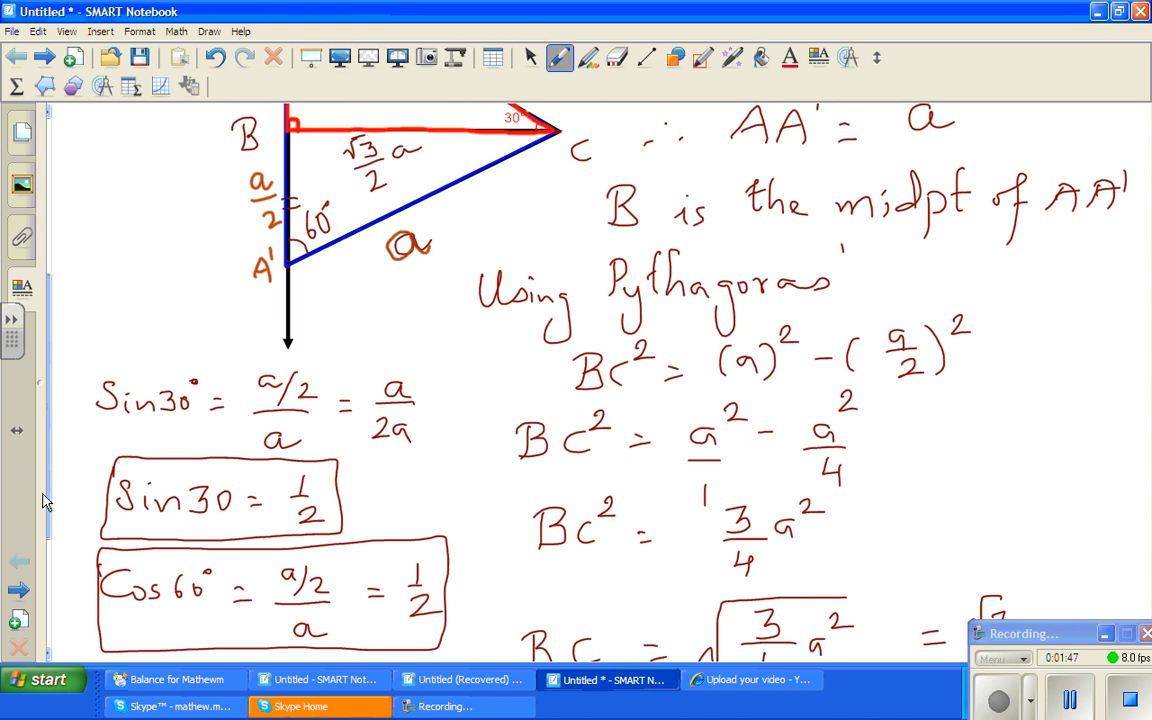 Untitled * - SMART Notebook
File Edit View Insert Format Math Draw Help
30°
B
C
√3/2 a
a/2
60°
A'
a
∴ AA' = a
B is the midpt of AA'
Using Pythagoras'
BC² = (a)² - (a/2)²
BC² = a²/1 - a²/4
BC² = 3/4 a²
BC = √
=
Sin30° = a/2 / a = a/2a
Sin30 = 1/2
Cos60° = a/2 / a = 1/2
Recording...
Menu
0:01:47
8.0 fps
start
Balance for Mathewm
Untitled - SMART Not...
Untitled (Recovered) ...
Untitled * - SMART N...
Upload your video - Y...
Skype™ - mathew.m...
Skype Home
Recording...